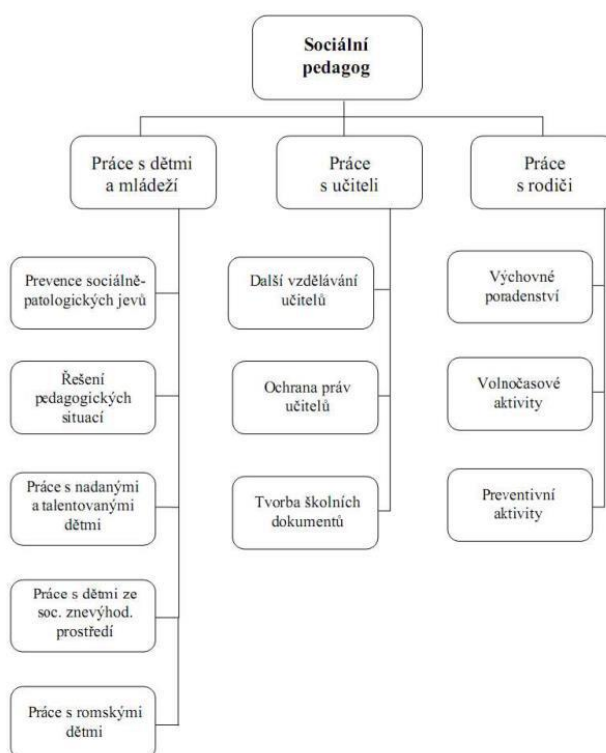 Sociální
pedagog
Práce s dětmi
a mládeží
Práce
s učiteli
Práce
s rodiči
Prevence sociálně-
patologických jevů
Řešení
pedagogických
situací
Práce s nadanými
a talentovanými
dětmi
Práce s dětmi ze
soc. znevýhod.
prostředí
Práce s romskými
dětmi
Další vzdělávání
učitelů
Ochrana práv
učitelů
Tvorba školních
dokumentů
Výchovné
poradenství
Volnočasové
aktivity
Preventivní
aktivity